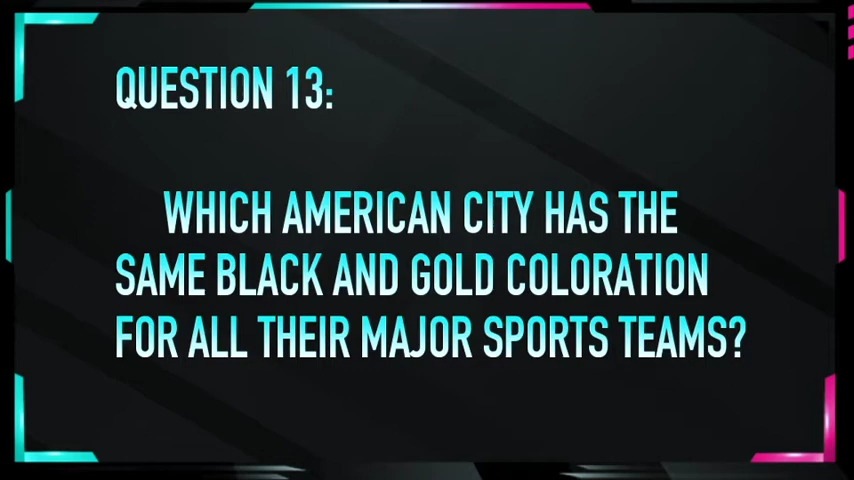 QUESTION 13:
WHICH AMERICAN CITY HAS THE
SAME BLACK AND GOLD COLORATION
FOR ALL THEIR MAJOR SPORTS TEAMS?